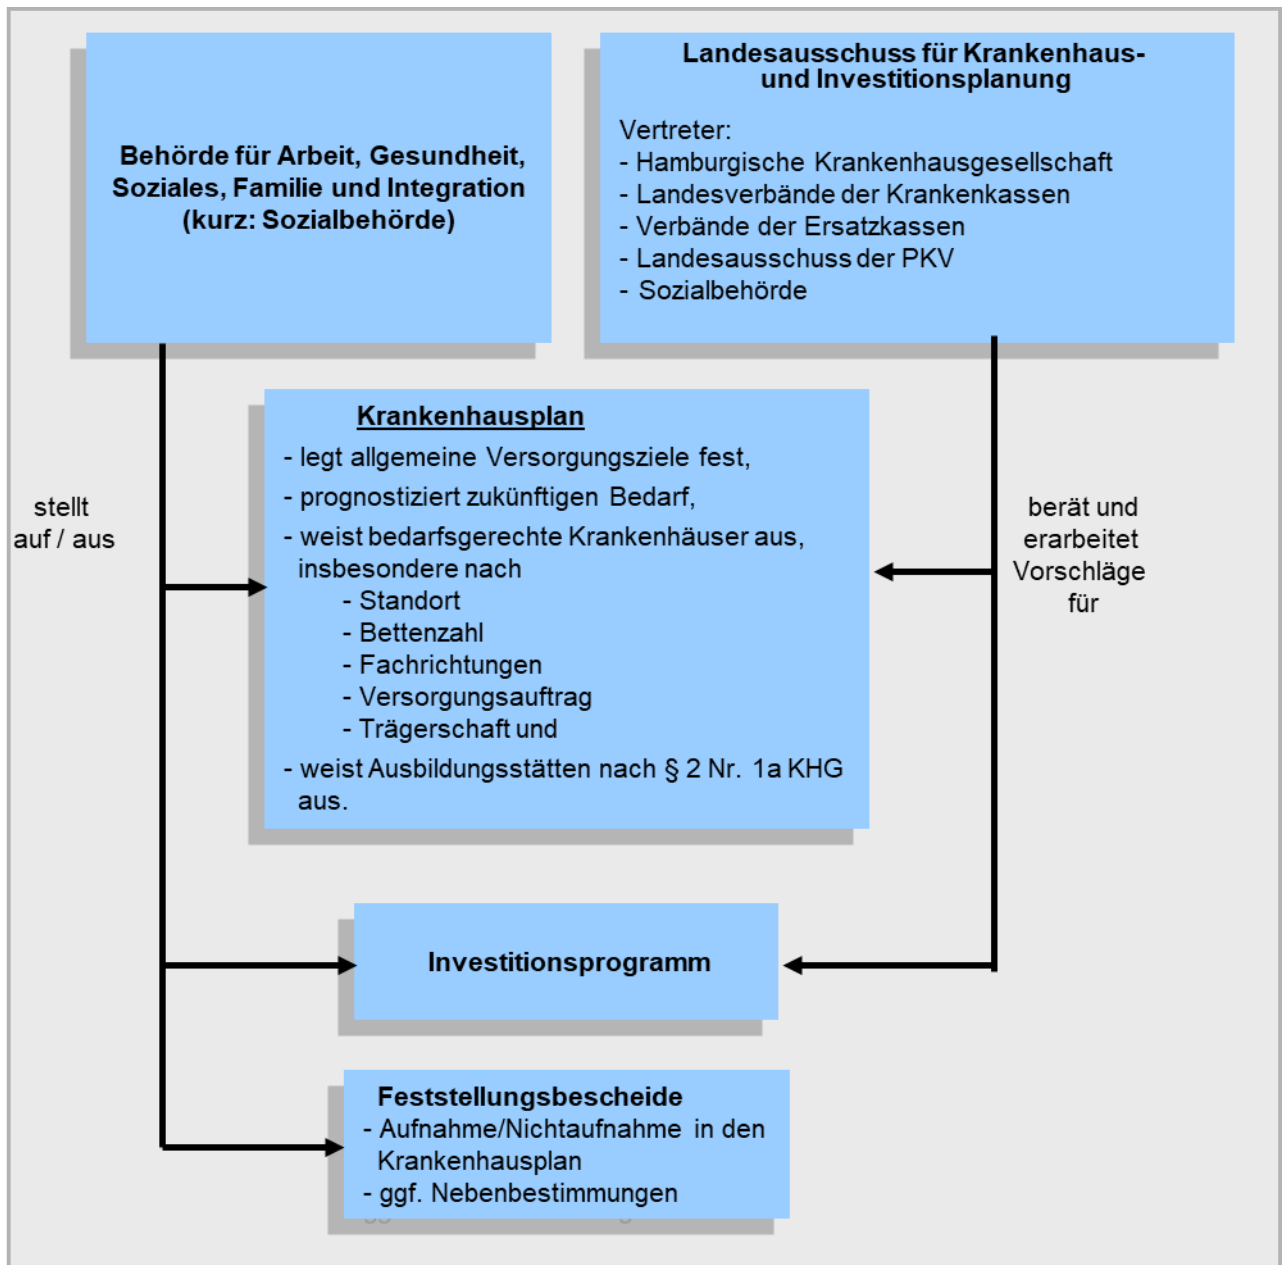 Behörde für Arbeit, Gesundheit,
Soziales, Familie und Integration
(kurz: Sozialbehörde)
Landesausschuss für Krankenhaus-
und Investitionsplanung
Vertreter:
- Hamburgische Krankenhausgesellschaft
- Landesverbände der Krankenkassen
- Verbände der Ersatzkassen
- Landesausschuss der PKV
- Sozialbehörde
stellt
auf / aus
Krankenhausplan
- legt allgemeine Versorgungsziele fest,
- prognostiziert zukünftigen Bedarf,
- weist bedarfsgerechte Krankenhäuser aus,
insbesondere nach
- Standort
- Bettenzahl
- Fachrichtungen
- Versorgungsauftrag
- Trägerschaft und
- weist Ausbildungsstätten nach § 2 Nr. 1a KHG
aus.
berät und
erarbeitet
Vorschläge
für
Investitionsprogramm
Feststellungsbescheide
- Aufnahme/Nichtaufnahme in den
Krankenhausplan
- ggf. Nebenbestimmungen